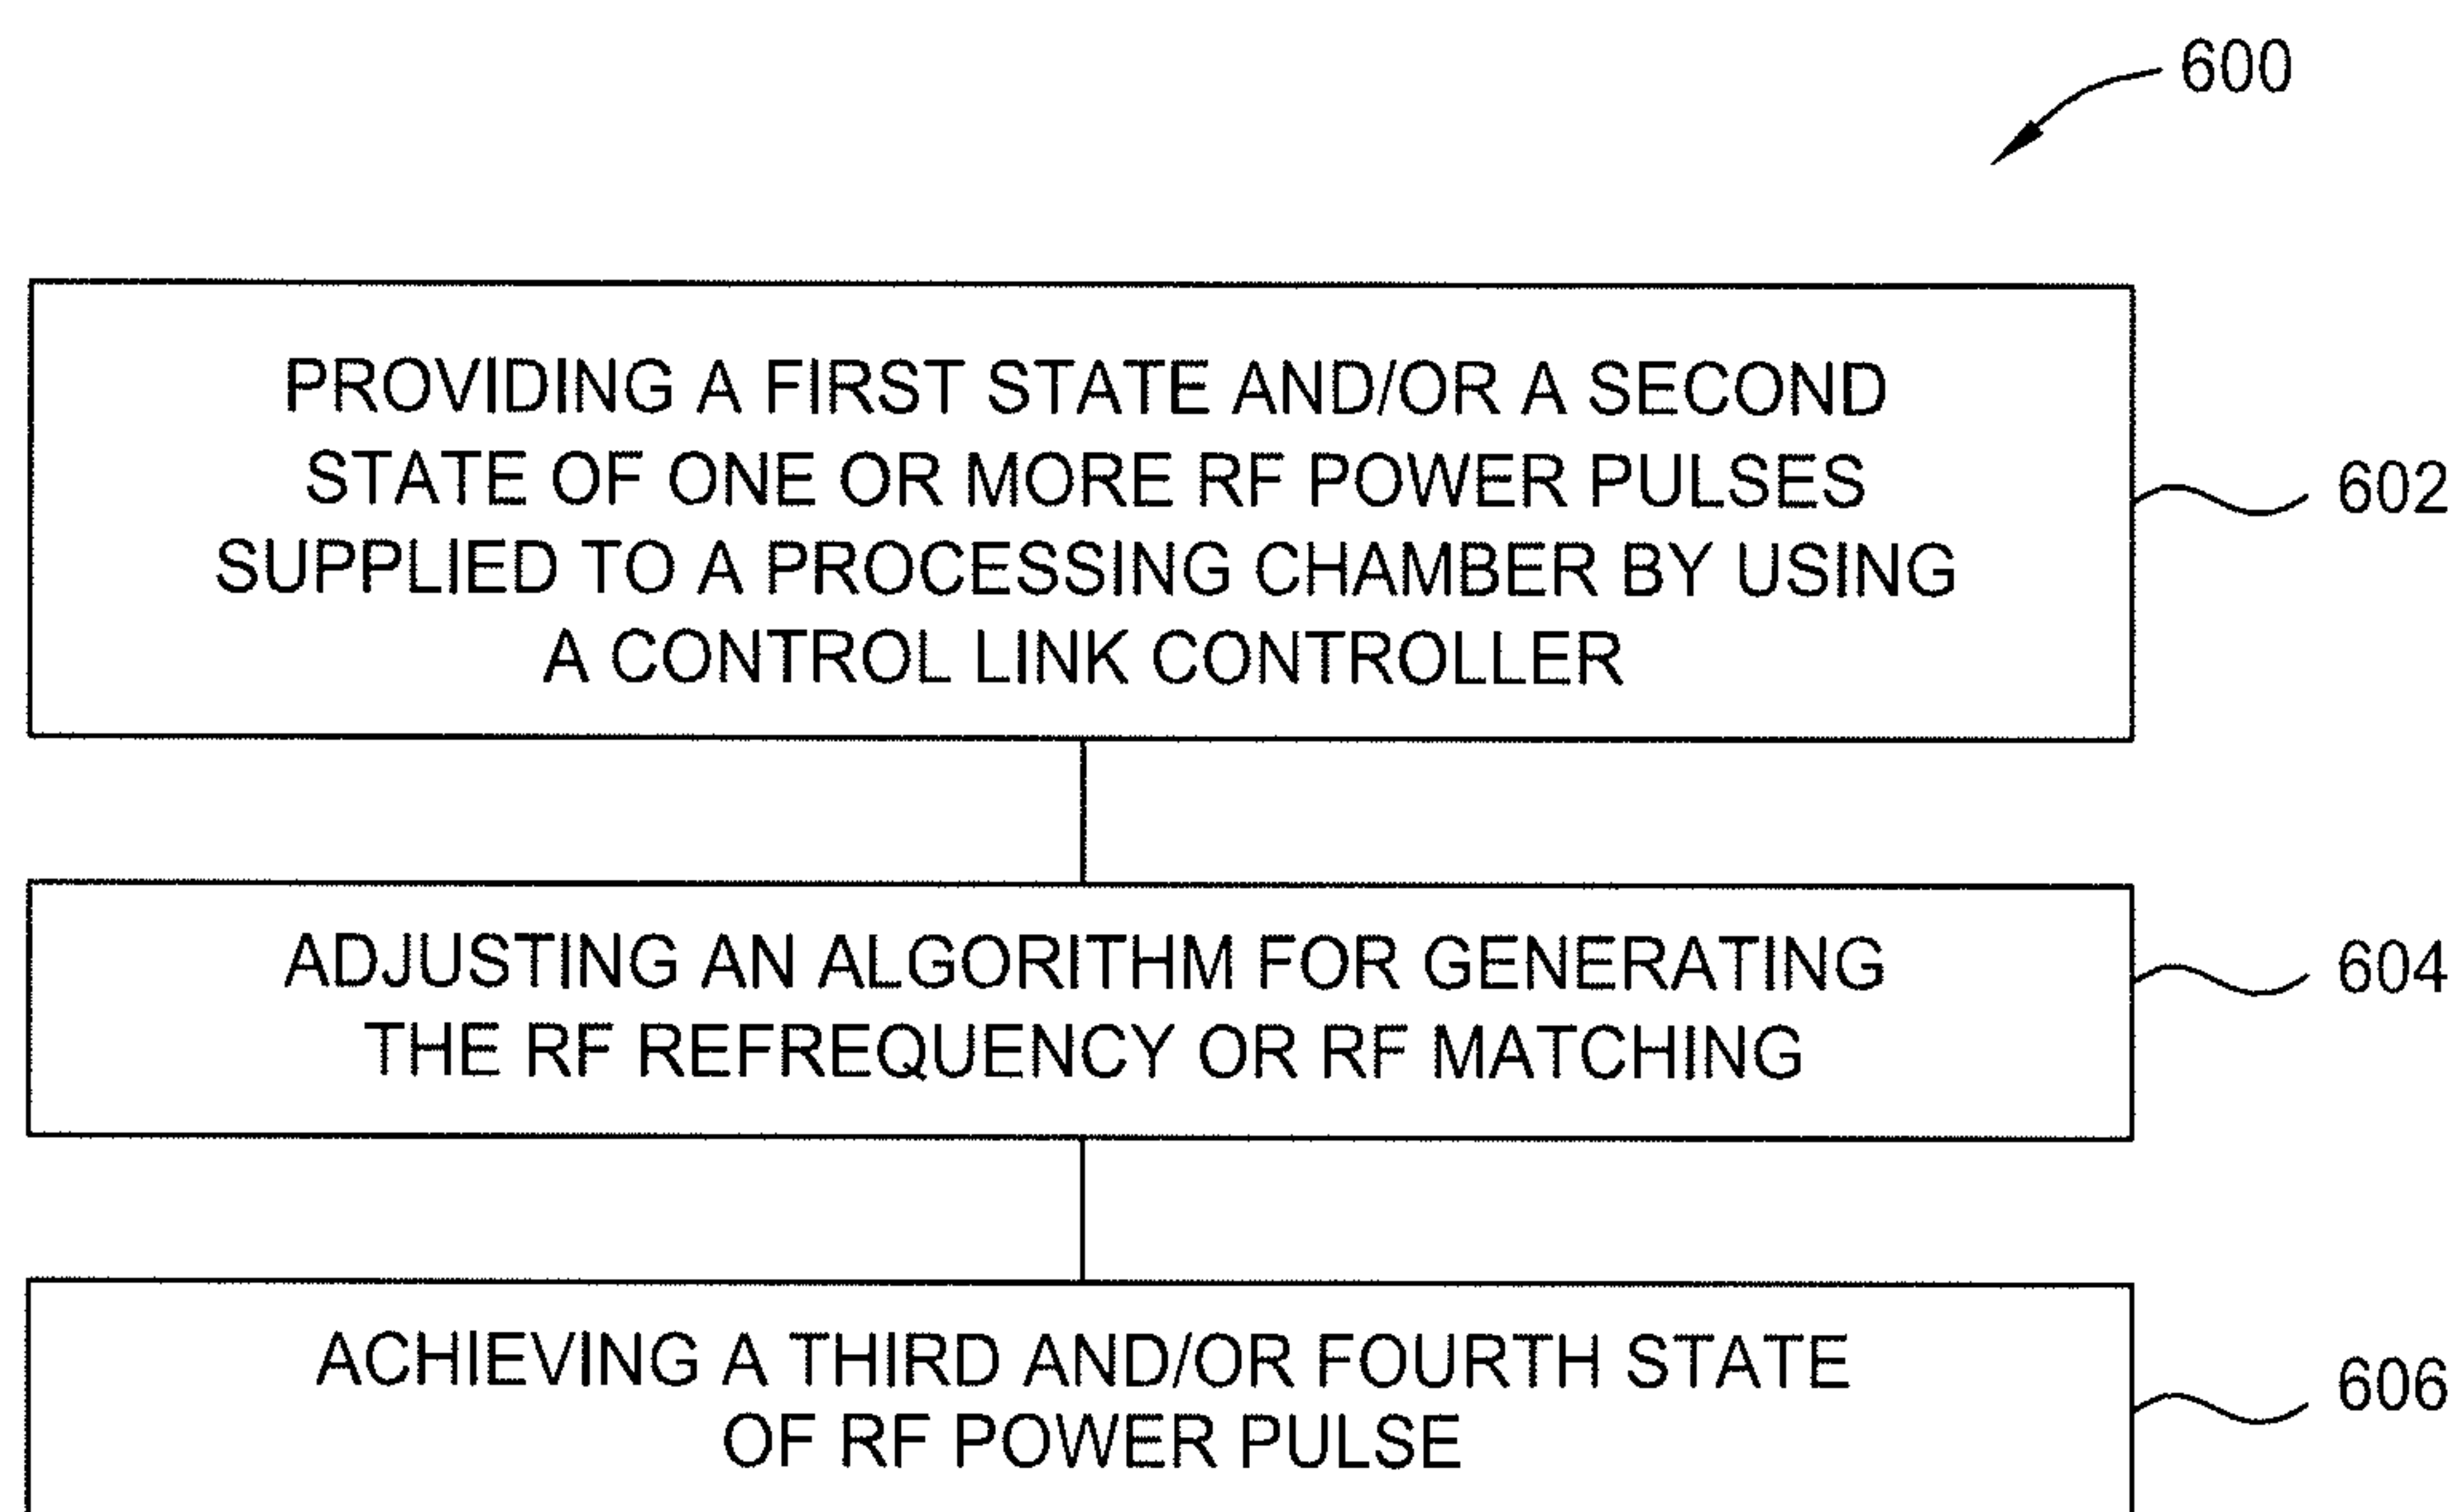 600
PROVIDING A FIRST STATE AND/OR A SECOND
STATE OF ONE OR MORE RF POWER PULSES
SUPPLIED TO A PROCESSING CHAMBER BY USING
A CONTROL LINK CONTROLLER
602
ADJUSTING AN ALGORITHM FOR GENERATING
THE RF REFREQUENCY OR RF MATCHING
604
ACHIEVING A THIRD AND/OR FOURTH STATE
OF RF POWER PULSE
606